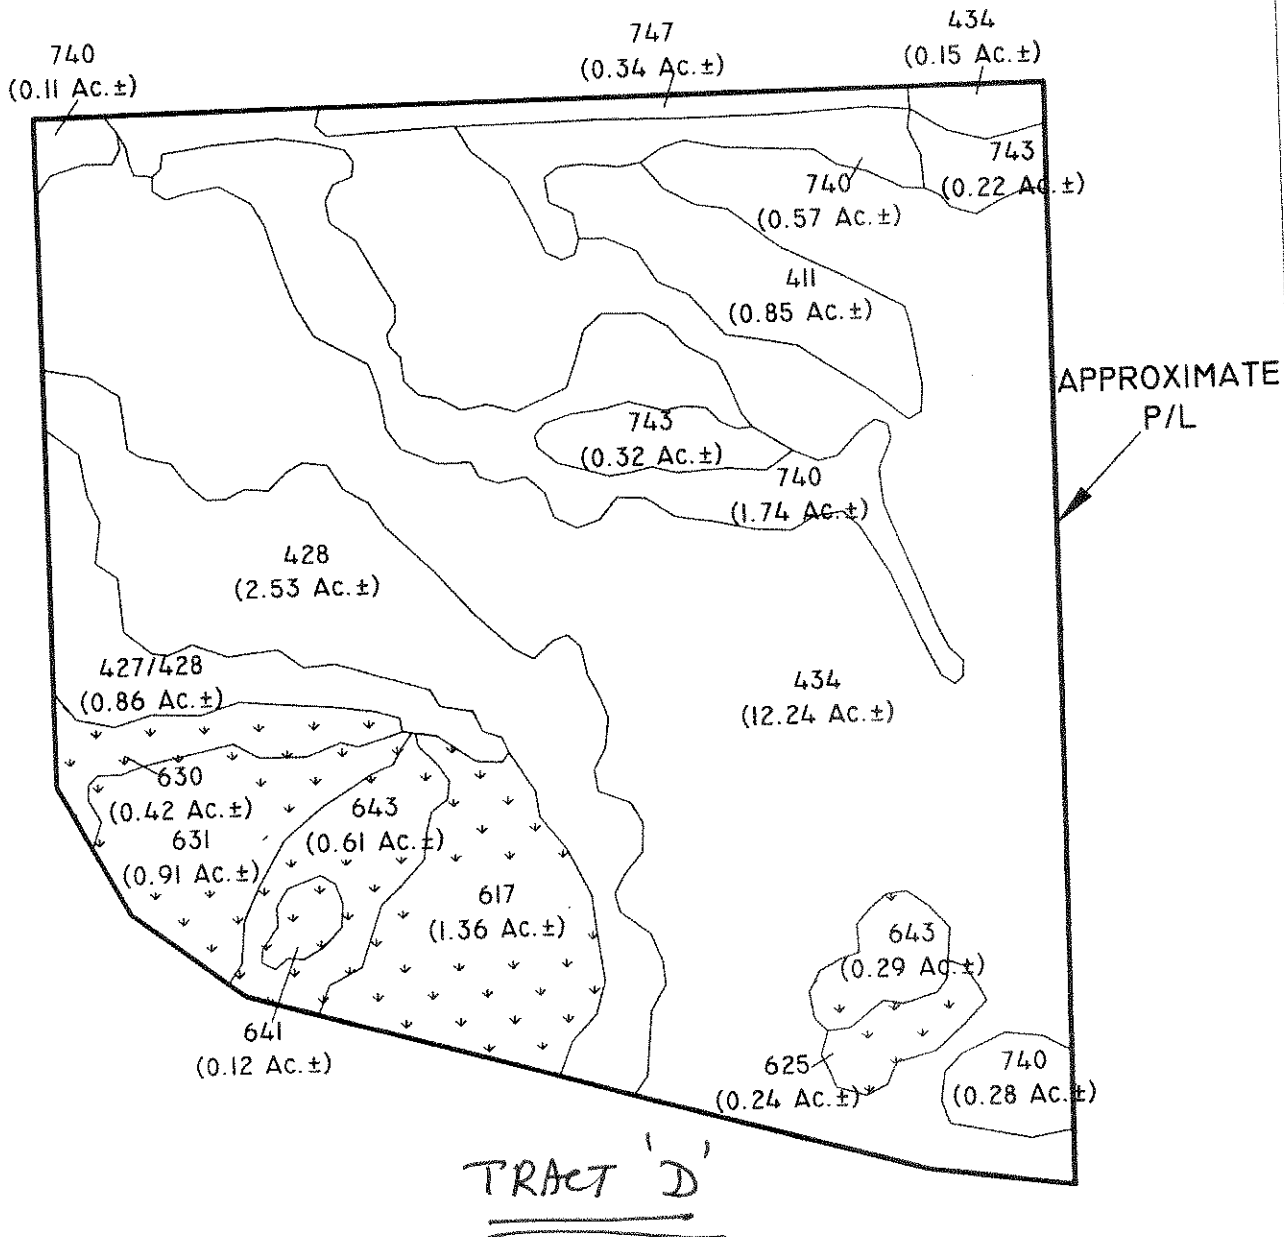 740
(0.11 Ac.±)
747
(0.34 Ac.±)
434
(0.15 Ac.±)
743
(0.22 Ac.±)
740
(0.57 Ac.±)
411
(0.85 Ac.±)
APPROXIMATE
P/L
743
(0.32 Ac.±)
740
(1.74 Ac.±)
428
(2.53 Ac.±)
427/428
(0.86 Ac.±)
434
(12.24 Ac.±)
630
(0.42 Ac.±)
631
(0.91 Ac.±)
643
(0.61 Ac.±)
617
(1.36 Ac.±)
643
(0.29 Ac.±)
641
(0.12 Ac.±)
625
(0.24 Ac.±)
740
(0.28 Ac.±)
TRACT 'D'